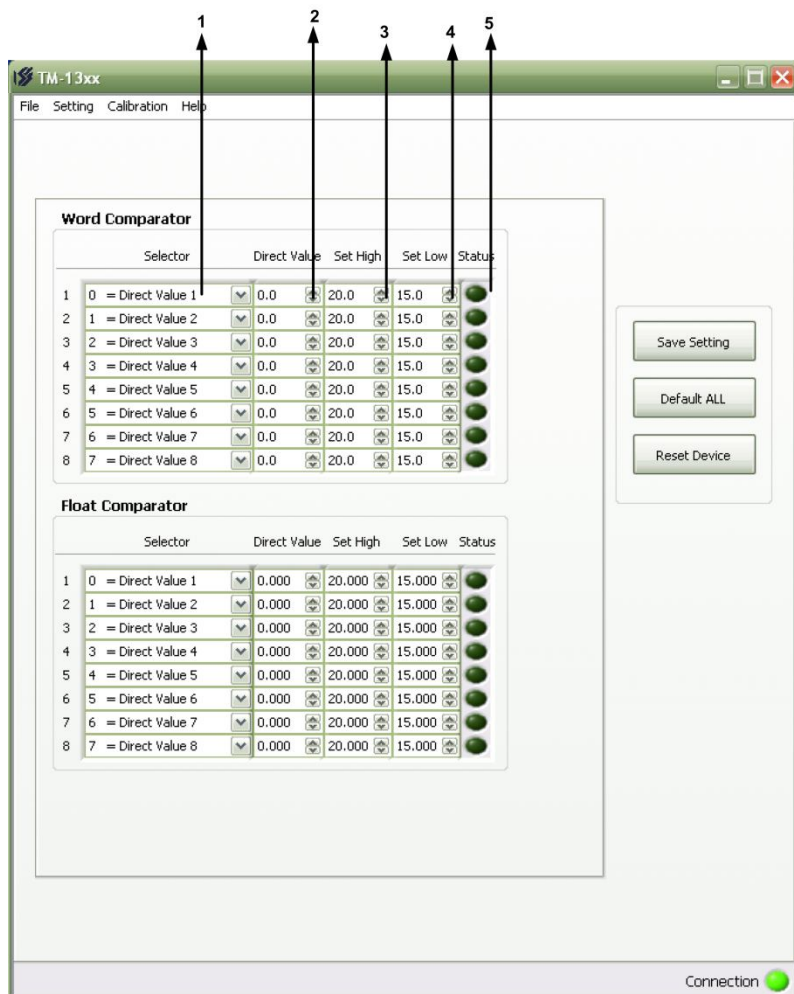 1 2 3 4 5
TM-13xx
File Setting Calibration Help
Word Comparator
Selector Direct Value Set High Set Low Status
1 0 = Direct Value 1 0.0 20.0 15.0
2 1 = Direct Value 2 0.0 20.0 15.0
3 2 = Direct Value 3 0.0 20.0 15.0
4 3 = Direct Value 4 0.0 20.0 15.0
5 4 = Direct Value 5 0.0 20.0 15.0
6 5 = Direct Value 6 0.0 20.0 15.0
7 6 = Direct Value 7 0.0 20.0 15.0
8 7 = Direct Value 8 0.0 20.0 15.0
Float Comparator
Selector Direct Value Set High Set Low Status
1 0 = Direct Value 1 0.000 20.000 15.000
2 1 = Direct Value 2 0.000 20.000 15.000
3 2 = Direct Value 3 0.000 20.000 15.000
4 3 = Direct Value 4 0.000 20.000 15.000
5 4 = Direct Value 5 0.000 20.000 15.000
6 5 = Direct Value 6 0.000 20.000 15.000
7 6 = Direct Value 7 0.000 20.000 15.000
8 7 = Direct Value 8 0.000 20.000 15.000
Save Setting
Default ALL
Reset Device
Connection